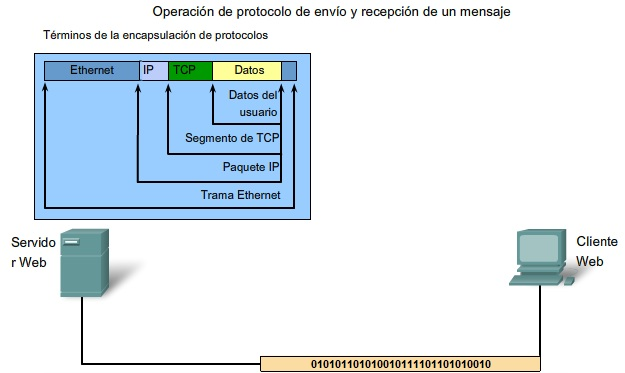 Operación de protocolo de envío y recepción de un mensaje
Términos de la encapsulación de protocolos
Ethernet IP TCP Datos
Datos del
usuario
Segmento de TCP
Paquete IP
Trama Ethernet
Servido
r Web
Cliente
Web
0101011010100101111101101010010